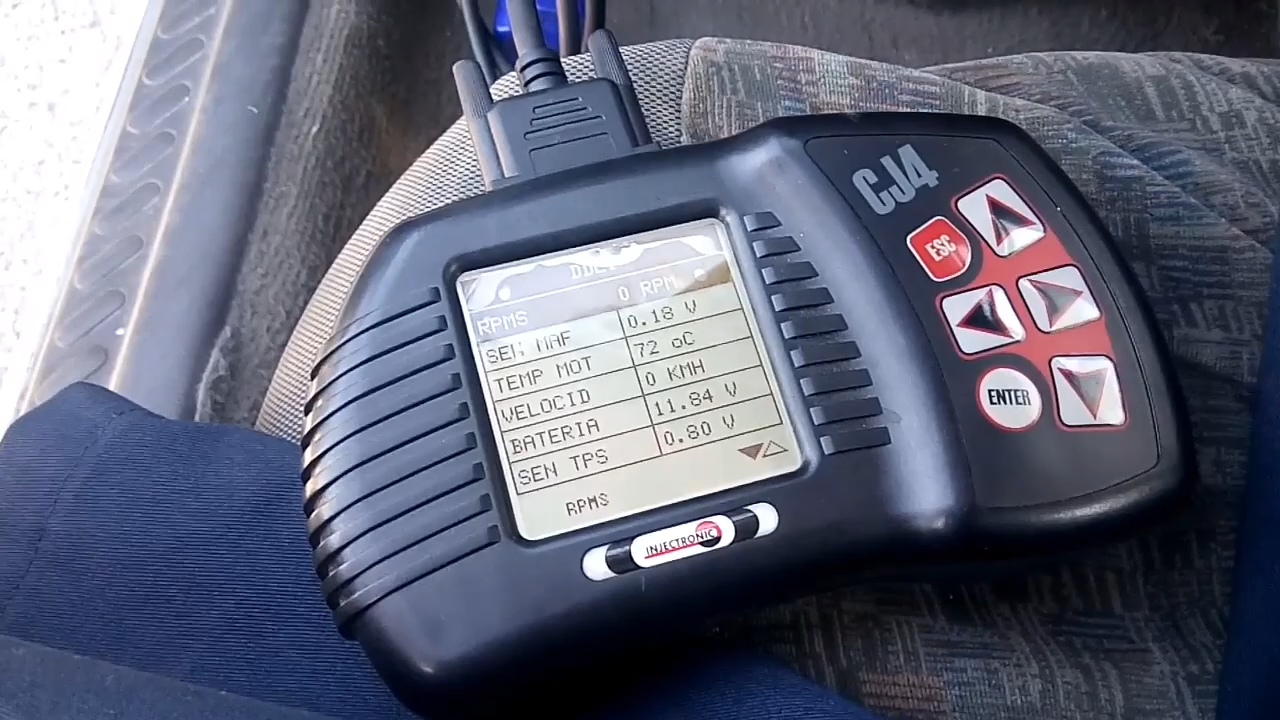 CJ4
ESC
ENTER
RPMS 0 RPM
SEN MAF 0.18 V
TEMP MOT 72 oC
VELOCID 0 KMH
BATERIA 11.84 V
SEN TPS 0.80 V
RPMS
INJECTRONIC